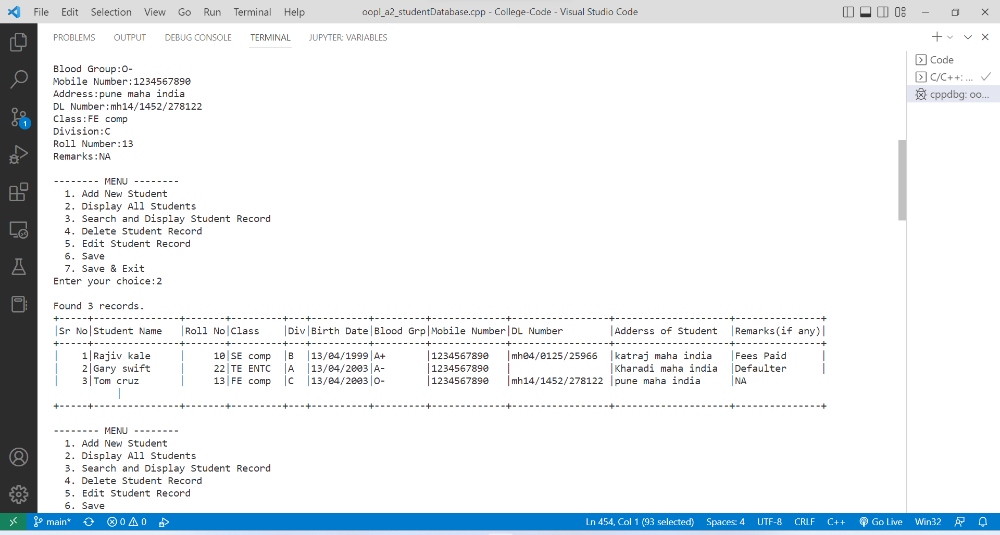 File Edit Selection View Go Run Terminal Help oopl_a2_studentDatabase.cpp - College-Code - Visual Studio Code
PROBLEMS OUTPUT DEBUG CONSOLE TERMINAL JUPYTER: VARIABLES
Code
C/C++: ...
cppdbg: oo...
1
Blood Group:O-
Mobile Number:1234567890
Address:pune maha india
DL Number:mh14/1452/278122
Class:FE comp
Division:C
Roll Number:13
Remarks:NA
-------- MENU --------
1. Add New Student
2. Display All Students
3. Search and Display Student Record
4. Delete Student Record
5. Edit Student Record
6. Save
7. Save & Exit
Enter your choice:2
Found 3 records.
+-----+---------------+-------+---------+---+----------+---------+-------------+-----------------+--------------------+---------------+
|Sr No|Student Name   |Roll No|Class    |Div|Birth Date|Blood Grp|Mobile Number|DL Number        |Adderss of Student  |Remarks(if any)|
+-----+---------------+-------+---------+---+----------+---------+-------------+-----------------+--------------------+---------------+
|    1|Rajiv kale     |     10|SE comp  |B  |13/04/1999|A+       |1234567890   |mh04/0125/25966  |katraj maha india   |Fees Paid      |
|    2|Gary swift     |     22|TE ENTC  |A  |13/04/2003|A-       |1234567890   |                 |Kharadi maha india  |Defaulter      |
|    3|Tom cruz       |     13|FE comp  |C  |13/04/2003|O-       |1234567890   |mh14/1452/278122 |pune maha india     |NA
           |
+-----+---------------+-------+---------+---+----------+---------+-------------+-----------------+--------------------+---------------+
-------- MENU --------
1. Add New Student
2. Display All Students
3. Search and Display Student Record
4. Delete Student Record
5. Edit Student Record
6. Save
main* 0 0 Ln 454, Col 1 (93 selected) Spaces: 4 UTF-8 CRLF C++ Go Live Win32